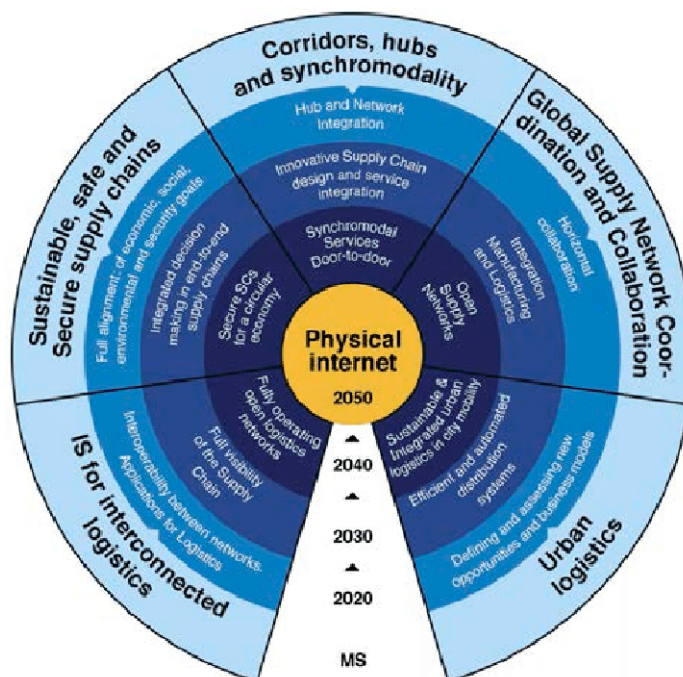 Corridors, hubs
and synchromodality
Hub and Network
Integration
Innovative Supply Chain
design and service
integration
Synchromodal
Services
Door-to-door
Global Supply Network Coor-
dination and Collaboration
Horizontal
collaboration
Integration
Manufacturing
and Logistics
Open
Supply
Networks
Urban
logistics
Defining and assessing new
opportunities and business models
Efficient and automated
distribution
systems
Sustainable &
Integrated urban
logistics in city mobility
IS for interconnected
logistics
Interoperability between networks.
Applications for Logistics
Full visibility
of the Supply
Chain
Fully operating
open logistics
networks
Sustainable, safe and
Secure supply chains
Full alignment: of economic, social,
environmental and security goals
Integrated decision
making in end-to-end
supply chains
Secure SCs
for a circular
economy
Physical
internet
2050
2040
2030
2020
MS